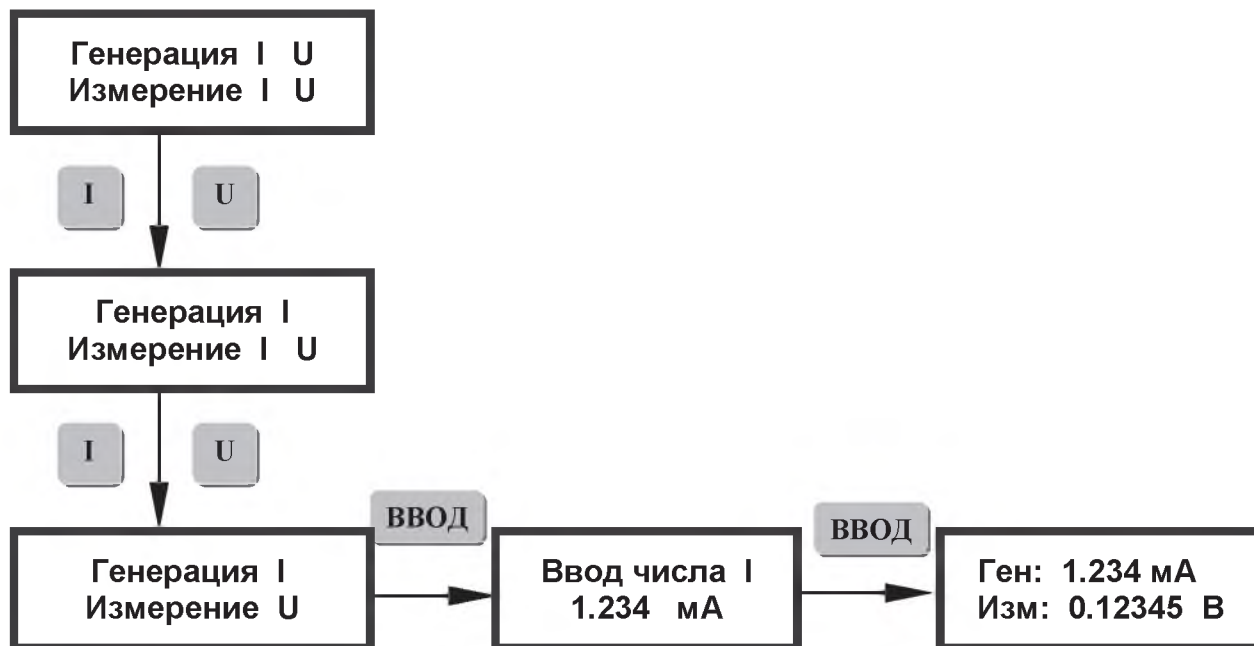 Генерация I U
Измерение I U
I U
Генерация I
Измерение I U
I U
Генерация I
Измерение U
ВВОД
Ввод числа I
1.234 мА
ВВОД
Ген: 1.234 мА
Изм: 0.12345 В